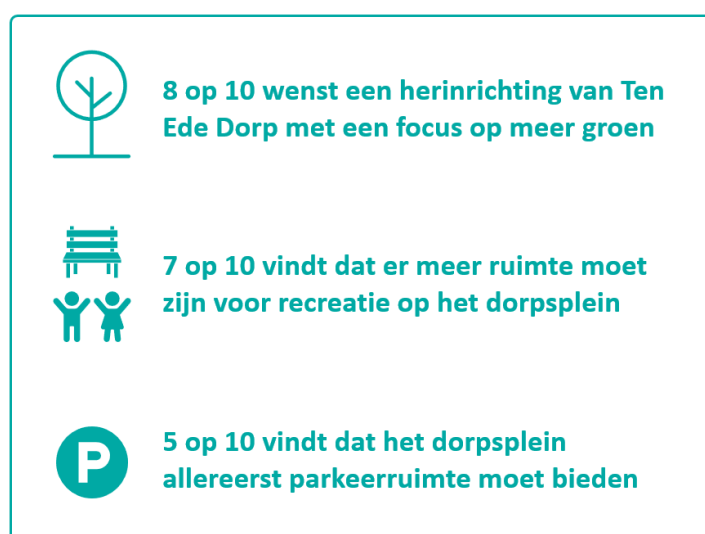 8 op 10 wenst een herinrichting van Ten
Ede Dorp met een focus op meer groen
7 op 10 vindt dat er meer ruimte moet
zijn voor recreatie op het dorpsplein
P
5 op 10 vindt dat het dorpsplein
allereerst parkeerruimte moet bieden